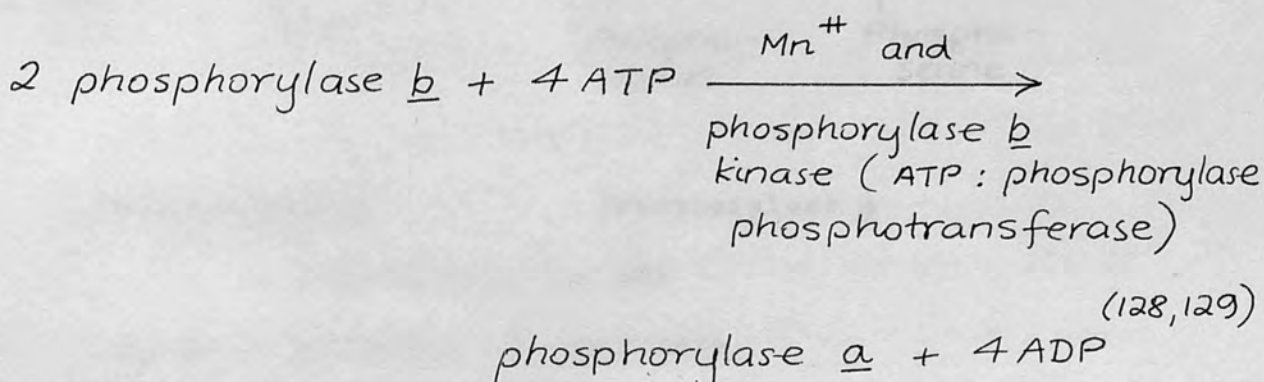 2 phosphorylase b + 4 ATP ⟶ Mn⁺⁺ and
phosphorylase b
kinase (ATP : phosphorylase
phosphotransferase)
(128,129)
phosphorylase a + 4 ADP